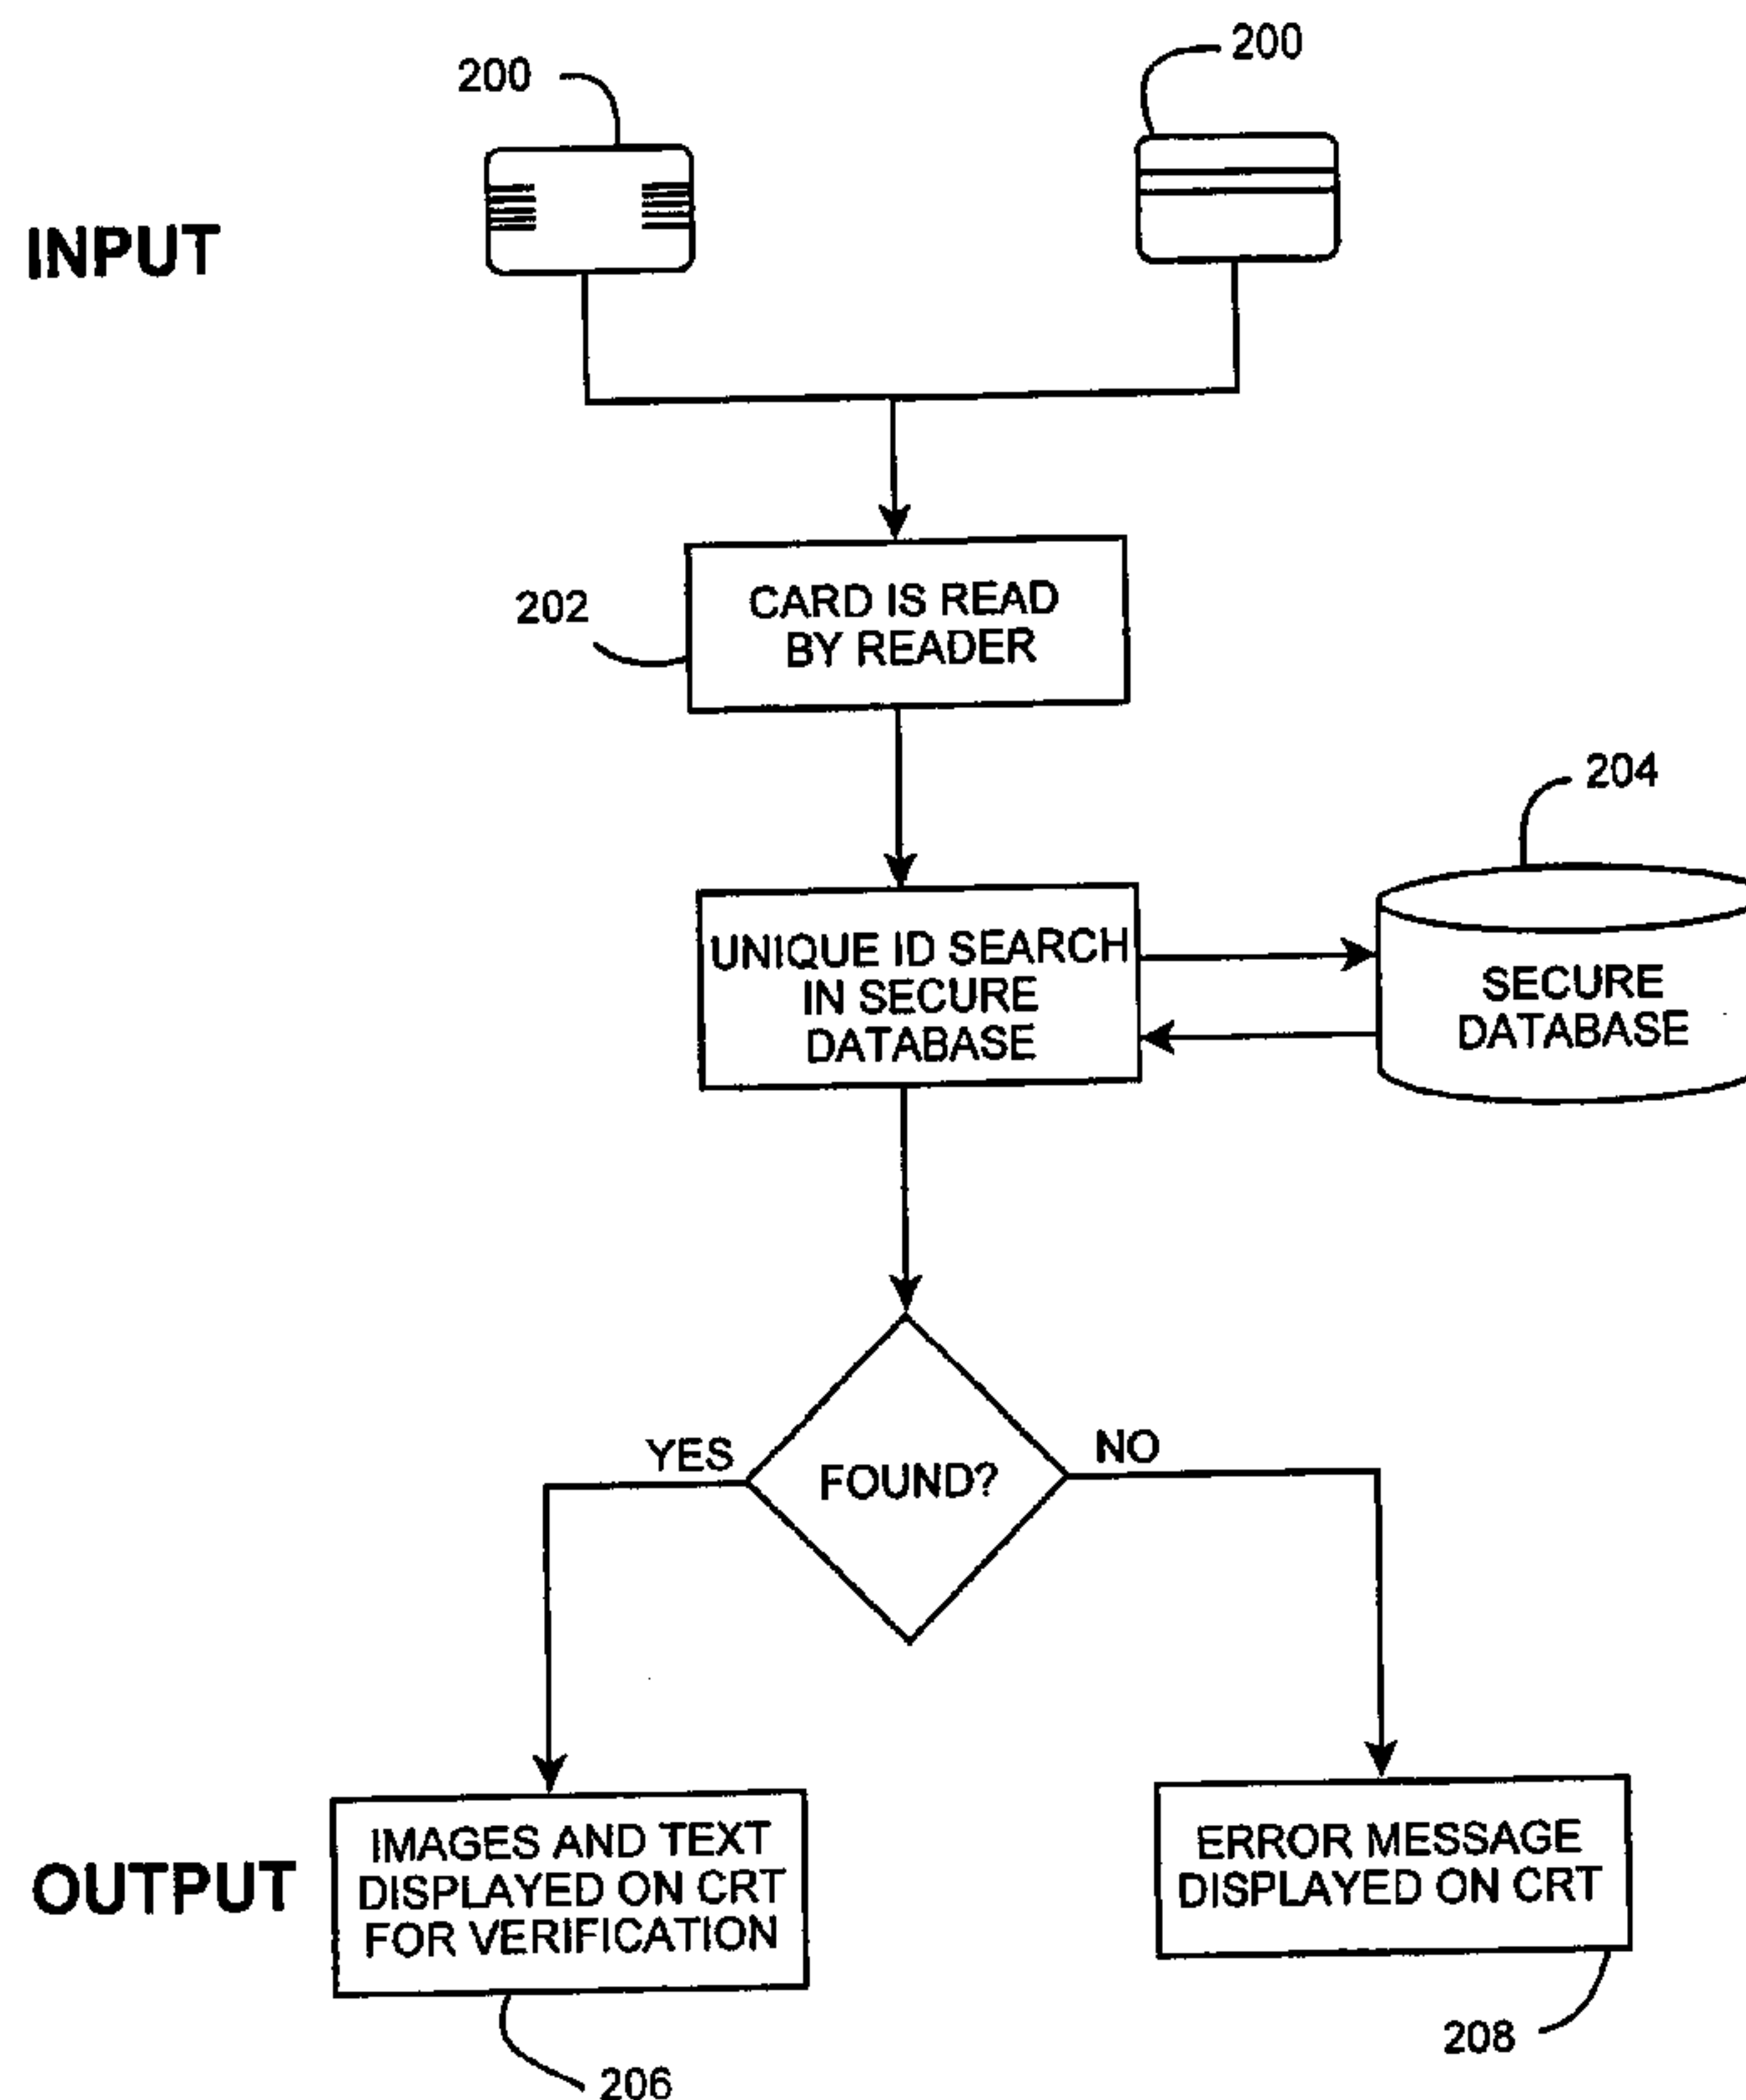 200
200
INPUT
202
CARD IS READ
BY READER
204
UNIQUE ID SEARCH
IN SECURE
DATABASE
SECURE
DATABASE
YES
NO
FOUND?
OUTPUT
IMAGES AND TEXT
DISPLAYED ON CRT
FOR VERIFICATION
ERROR MESSAGE
DISPLAYED ON CRT
206
208